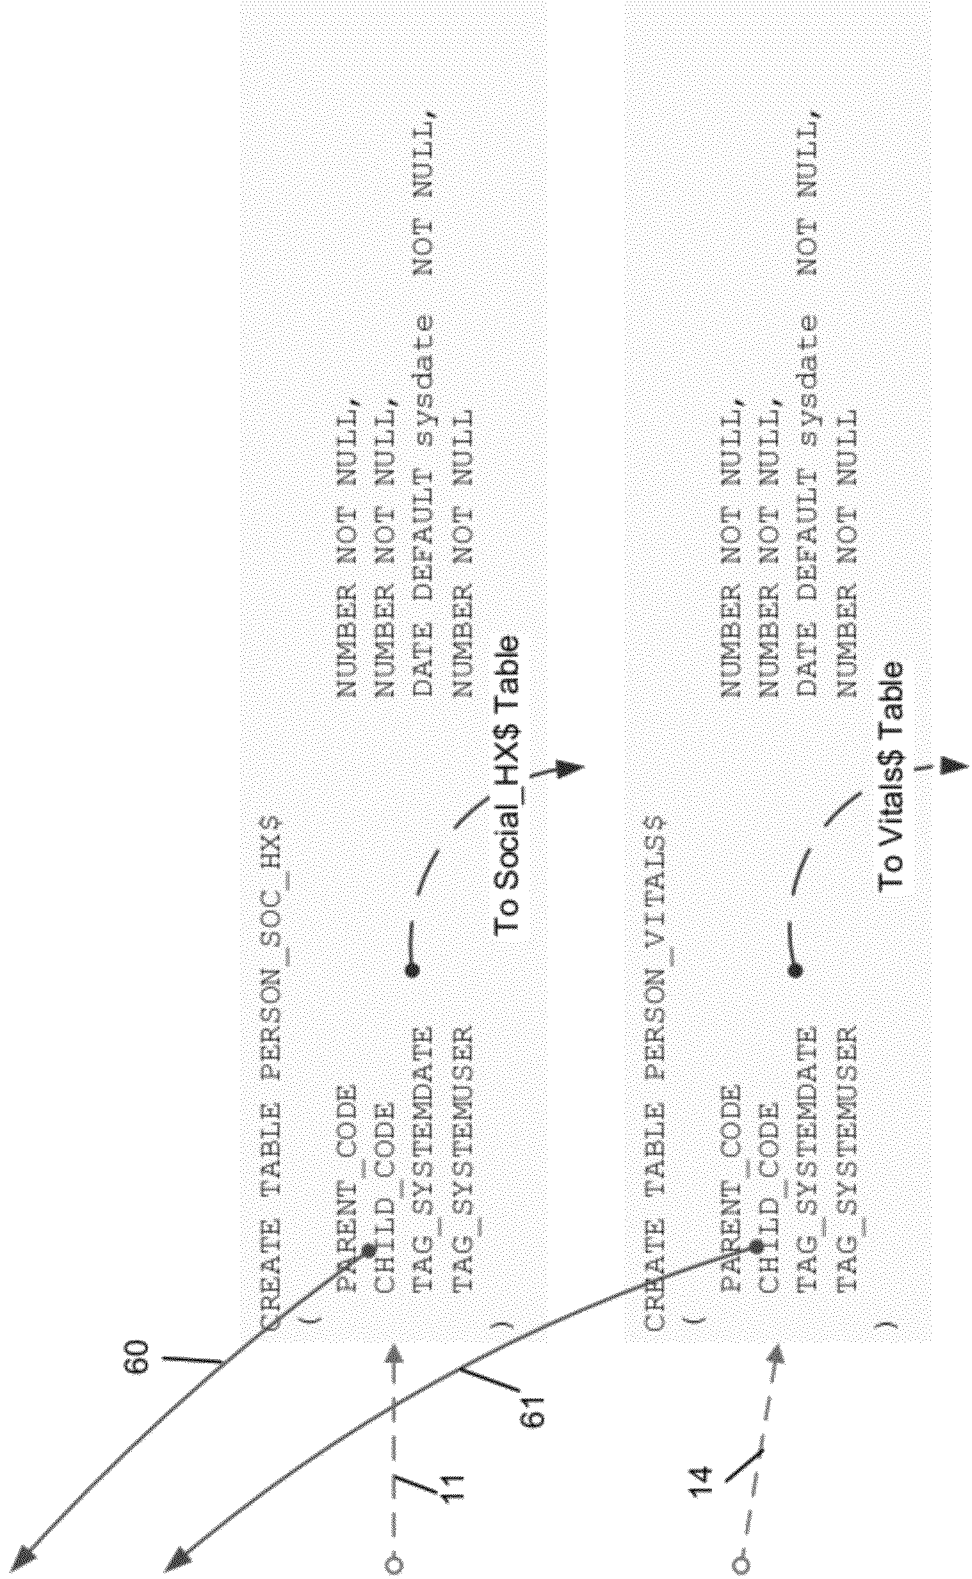 CREATE TABLE PERSON_SOC_HX$
(
PARENT_CODE NUMBER NOT NULL,
CHILD_CODE NUMBER NOT NULL,
TAG_SYSTEMDATE DATE DEFAULT sysdate NOT NULL,
TAG_SYSTEMUSER NUMBER NOT NULL
)
To Social_HX$ Table
60
11
61
CREATE TABLE PERSON_VITALS$
(
PARENT_CODE NUMBER NOT NULL,
CHILD_CODE NUMBER NOT NULL,
TAG_SYSTEMDATE DATE DEFAULT sysdate NOT NULL,
TAG_SYSTEMUSER NUMBER NOT NULL
)
To Vitals$ Table
14